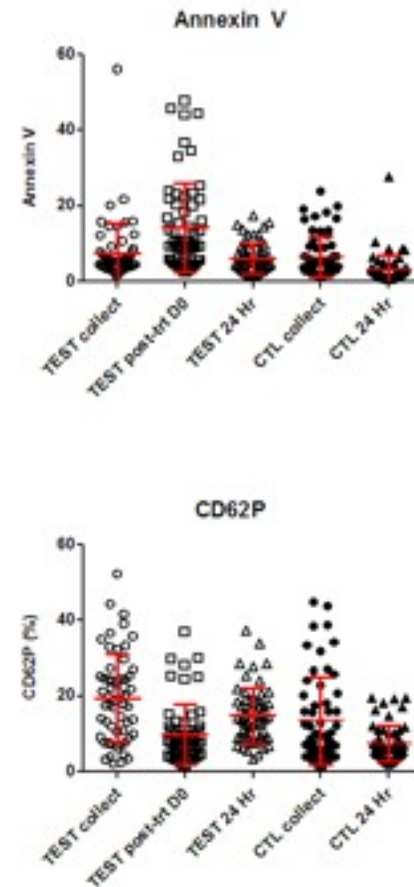 Annexin V
60
40
20
0
Annexin V
TEST collect
TEST post-trt D0
TEST 24 Hr
CTL collect
CTL 24 Hr
CD62P
60
40
20
0
CD62P (%)
TEST collect
TEST post-trt D0
TEST 24 Hr
CTL collect
CTL 24 Hr